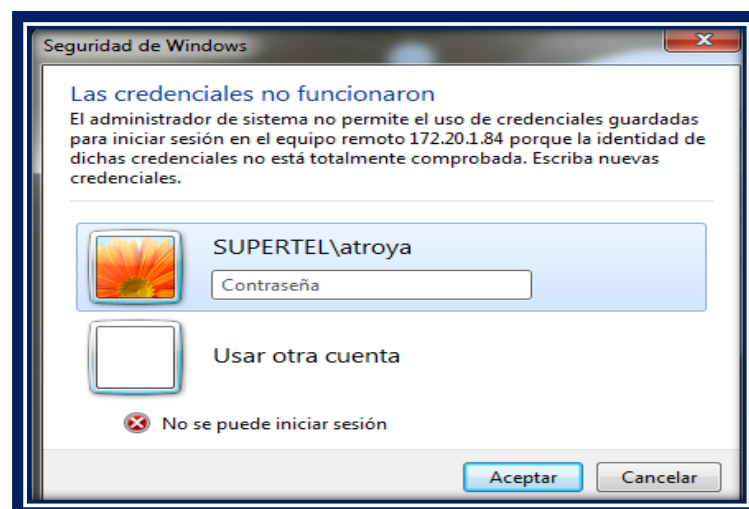 Seguridad de Windows
Las credenciales no funcionaron
El administrador de sistema no permite el uso de credenciales guardadas
para iniciar sesión en el equipo remoto 172.20.1.84 porque la identidad de
dichas credenciales no está totalmente comprobada. Escriba nuevas
credenciales.
SUPERTEL\atroya
Contraseña
Usar otra cuenta
No se puede iniciar sesión
Aceptar
Cancelar